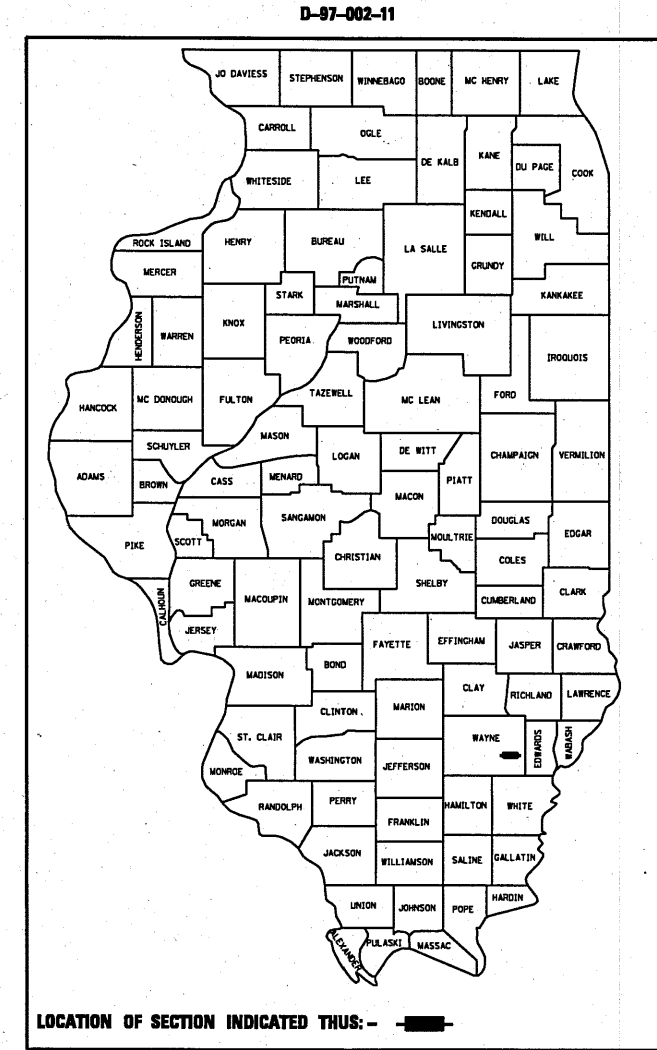 D-97-002-11
JO DAVIESS STEPHENSON WINNEBAGO BOONE MC HENRY LAKE
CARROLL OGLE DE KALB KANE DU PAGE COOK
WHITESIDE LEE
KENDALL
ROCK ISLAND HENRY BUREAU LA SALLE WILL
MERCER PUTNAM GRUNDY
STARK MARSHALL KANKAKEE
HENDERSON WARREN KNOX PEORIA WOODFORD LIVINGSTON IROQUOIS
HANCOCK MC DONOUGH FULTON TAZEWELL MC LEAN FORD
SCHUYLER MASON LOGAN DE WITT CHAMPAIGN VERMILION
ADAMS BROWN CASS MENARD MACON PIATT
PIKE SCOTT MORGAN SANGAMON CHRISTIAN MOULTRIE DOUGLAS EDGAR
COLES
CALHOUN GREENE MACOUPIN MONTGOMERY SHELBY CUMBERLAND CLARK
JERSEY
MADISON BOND FAYETTE EFFINGHAM JASPER CRAWFORD
CLINTON MARION CLAY RICHLAND LAWRENCE
ST. CLAIR WASHINGTON JEFFERSON WAYNE EDWARDS WABASH
MONROE
RANDOLPH PERRY FRANKLIN HAMILTON WHITE
JACKSON WILLIAMSON SALINE GALLATIN
UNION JOHNSON POPE HARDIN
ALEXANDER PULASKI MASSAC
LOCATION OF SECTION INDICATED THUS: -